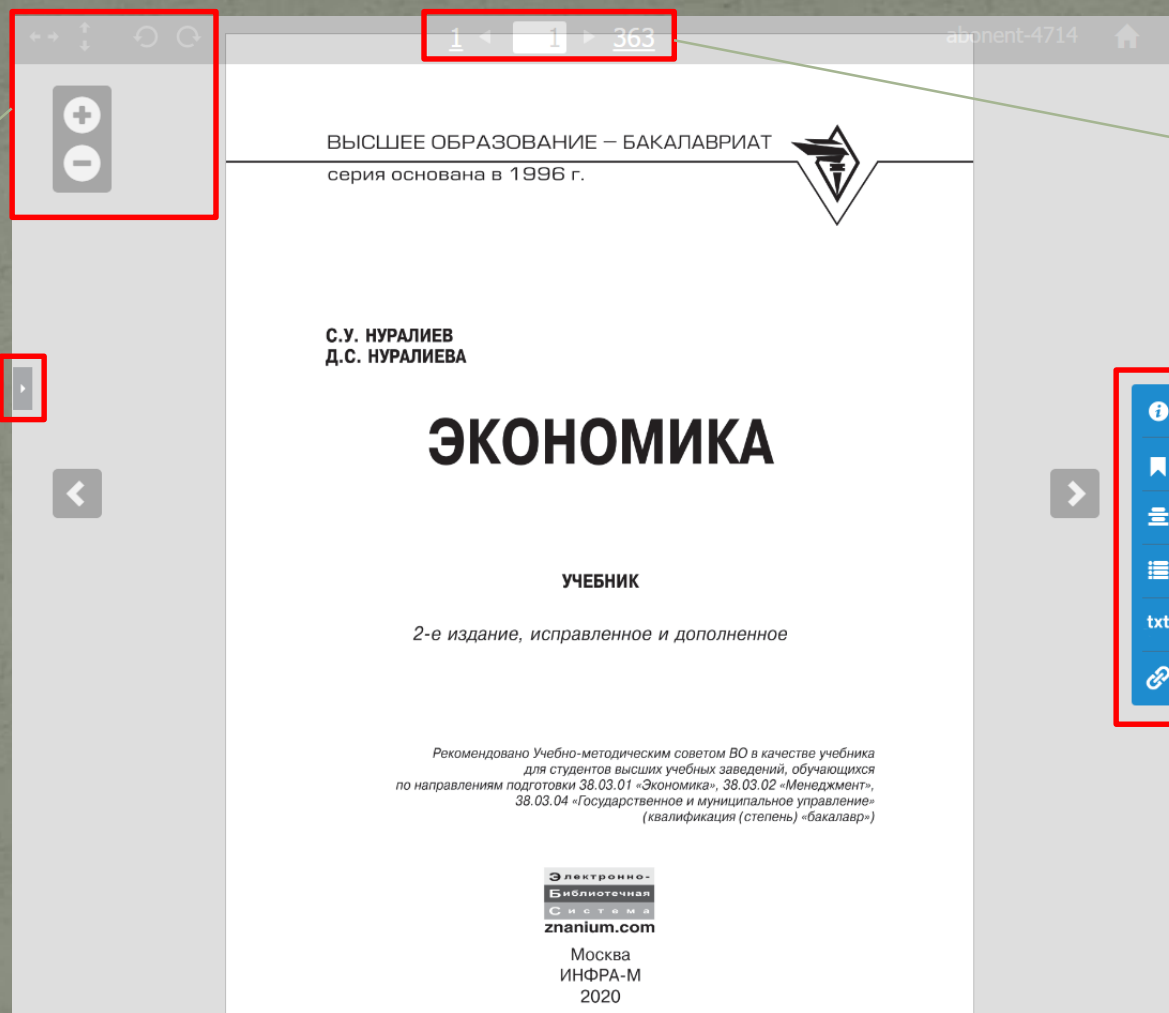 1 1 363
abonent-4714
ВЫСШЕЕ ОБРАЗОВАНИЕ – БАКАЛАВРИАТ
серия основана в 1996 г.
С.У. НУРАЛИЕВ
Д.С. НУРАЛИЕВА
ЭКОНОМИКА
УЧЕБНИК
2-е издание, исправленное и дополненное
Рекомендовано Учебно-методическим советом ВО в качестве учебника
для студентов высших учебных заведений, обучающихся
по направлениям подготовки 38.03.01 «Экономика», 38.03.02 «Менеджмент»,
38.03.04 «Государственное и муниципальное управление»
(квалификация (степень) «бакалавр»)
txt
Электронно-
Библиотечная
Система
znanium.com
Москва
ИНФРА-М
2020